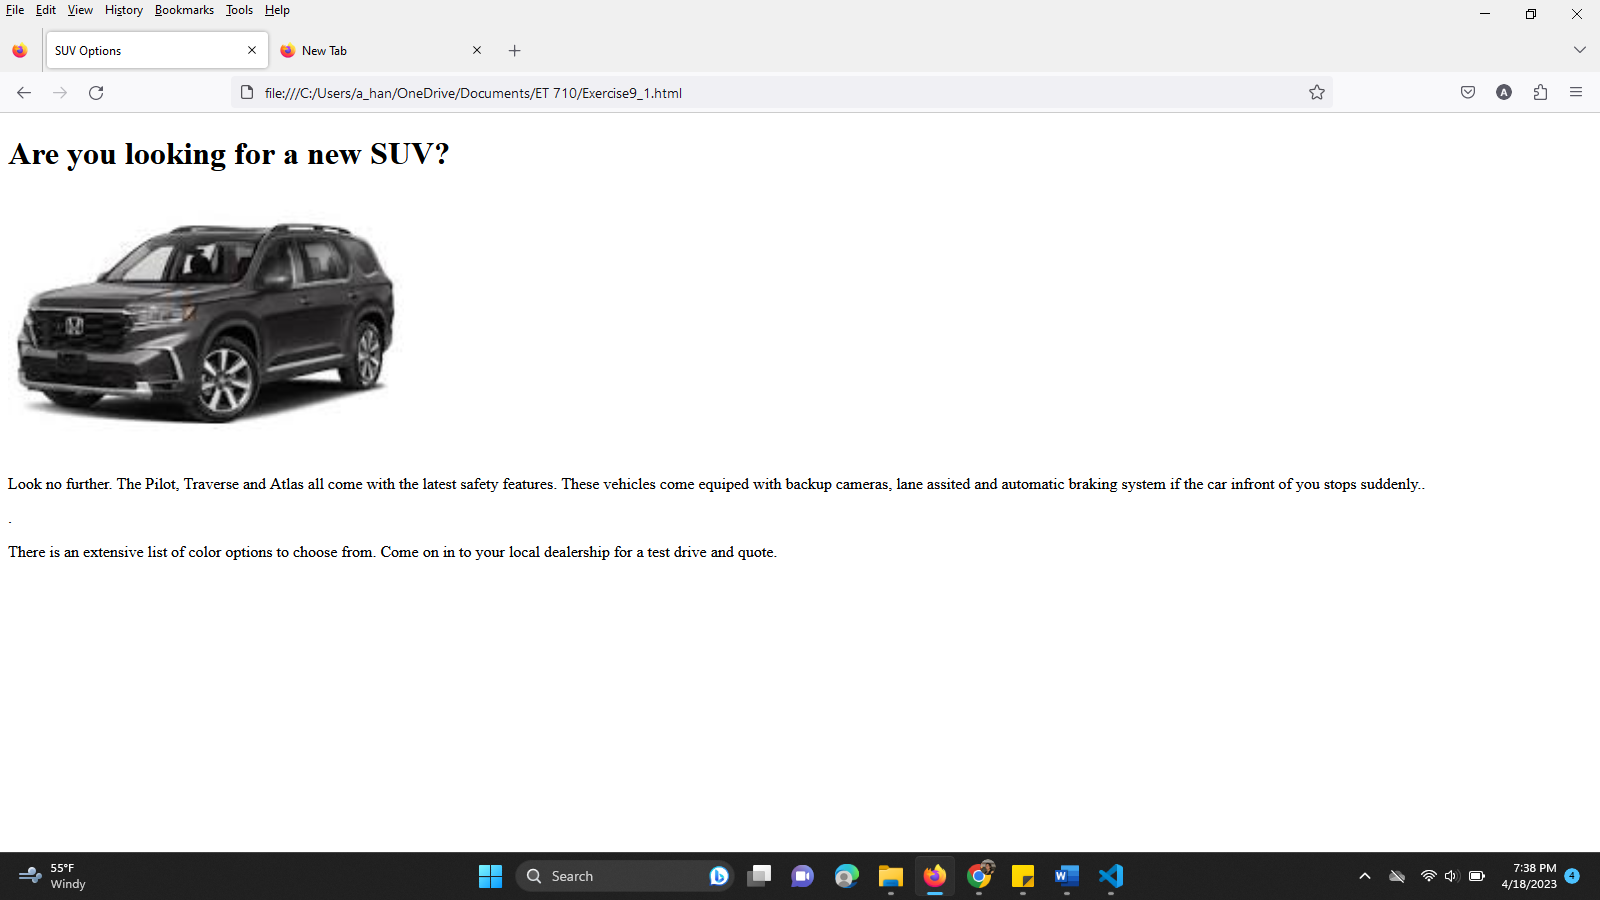 File Edit View History Bookmarks Tools Help
SUV Options New Tab
file:///C:/Users/a_han/OneDrive/Documents/ET 710/Exercise9_1.html A
Are you looking for a new SUV?
Look no further. The Pilot, Traverse and Atlas all come with the latest safety features. These vehicles come equiped with backup cameras, lane assited and automatic braking system if the car infront of you stops suddenly..
.
There is an extensive list of color options to choose from. Come on in to your local dealership for a test drive and quote.
55°F
Windy
Search
7:38 PM
4/18/2023
4